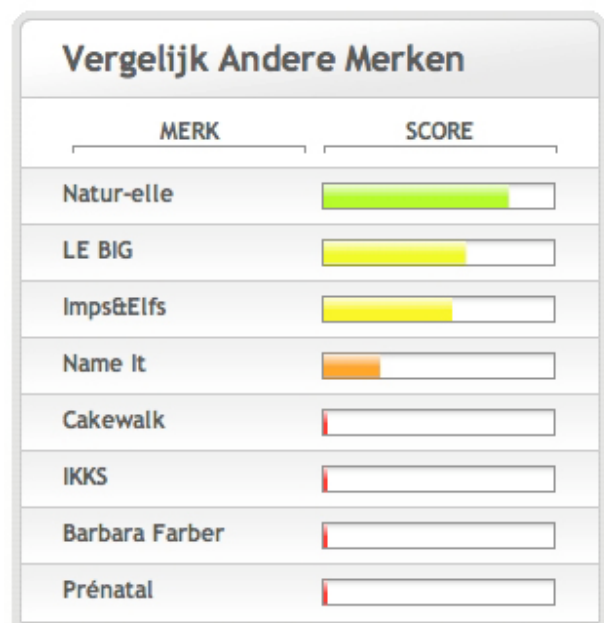 Vergelijk Andere Merken
MERK SCORE
Natur-elle
LE BIG
Imps&Elfs
Name It
Cakewalk
IKKS
Barbara Farber
Prénatal